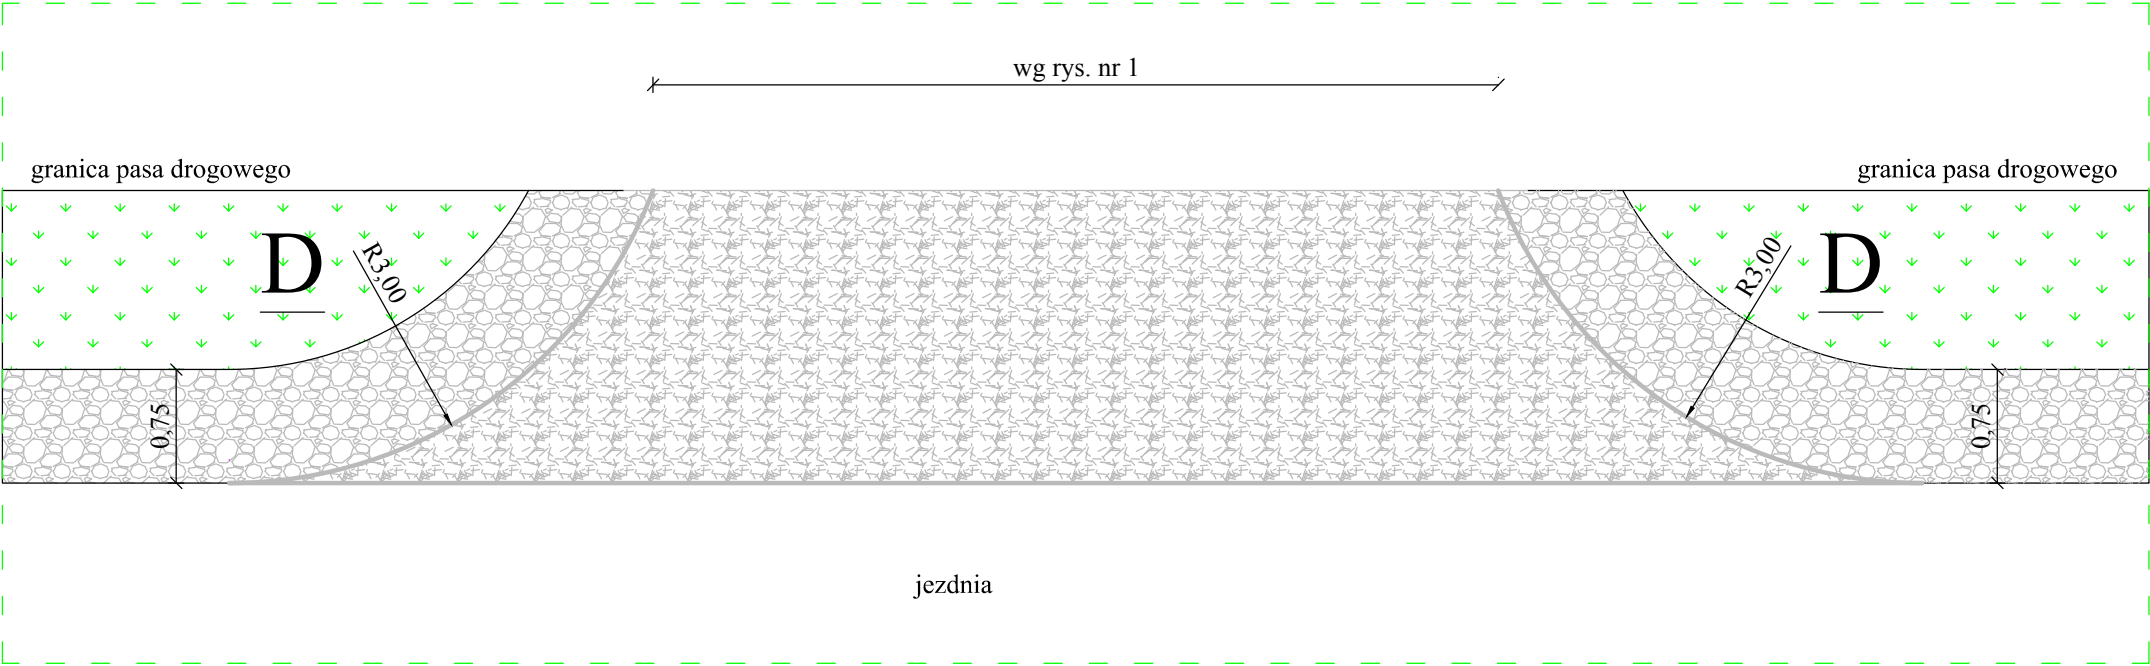 wg rys. nr 1
granica pasa drogowego
granica pasa drogowego
D
R3,00
R3,00
D
0,75
0,75
jezdnia